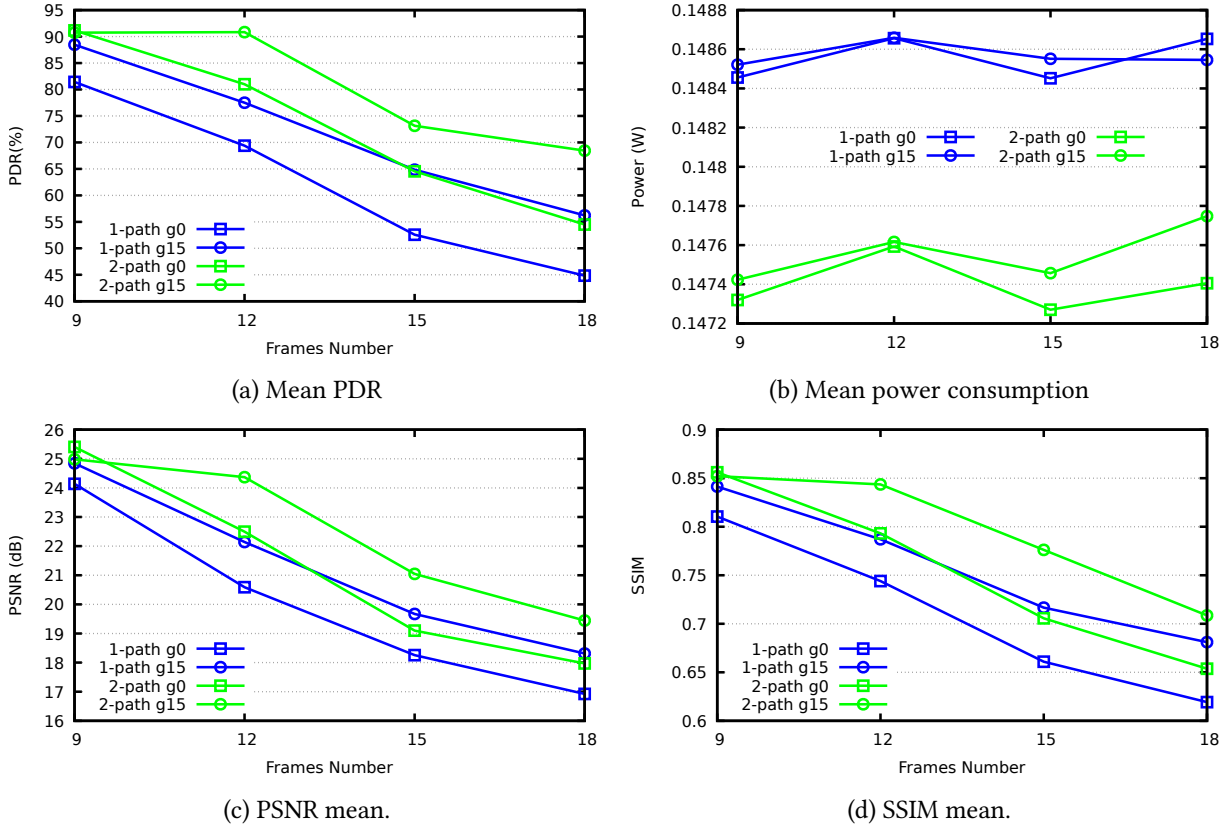 95
90
85
80
75
70
65
60
55
50
45
40
PDR(%)
1-path g0
1-path g15
2-path g0
2-path g15
9 12 15 18
Frames Number
(a) Mean PDR
0.1488
0.1486
0.1484
0.1482
0.148
0.1478
0.1476
0.1474
0.1472
Power (W)
1-path g0 2-path g0
1-path g15 2-path g15
9 12 15 18
(b) Mean power consumption
26
25
24
23
22
21
20
19
18
17
16
PSNR (dB)
1-path g0
1-path g15
2-path g0
2-path g15
9 12 15 18
Frames Number
(c) PSNR mean.
0.9
0.85
0.8
0.75
0.7
0.65
0.6
SSIM
1-path g0
1-path g15
2-path g0
2-path g15
9 12 15 18
Frames Number
(d) SSIM mean.